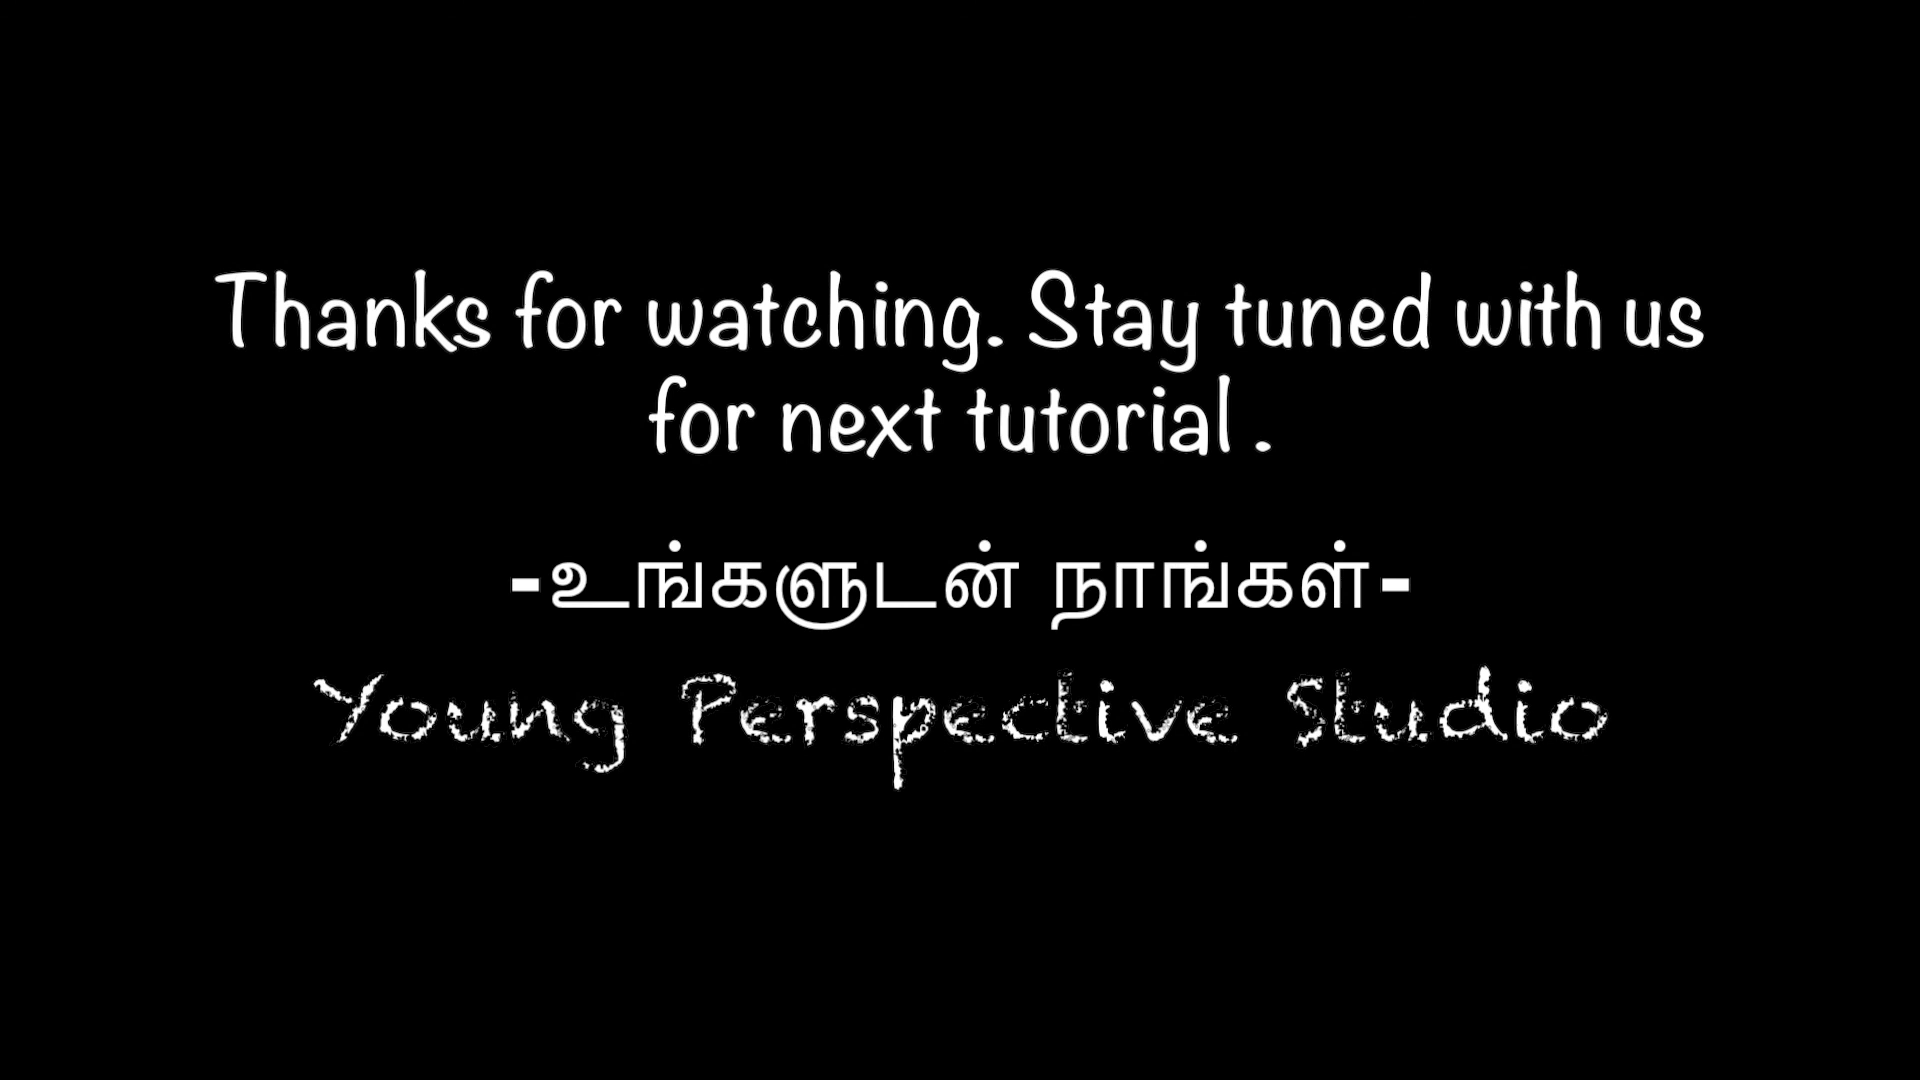 Thanks for watching. Stay tuned with us
for next tutorial .
-உங்களுடன் நாங்கள்-
Young Perspective Studio